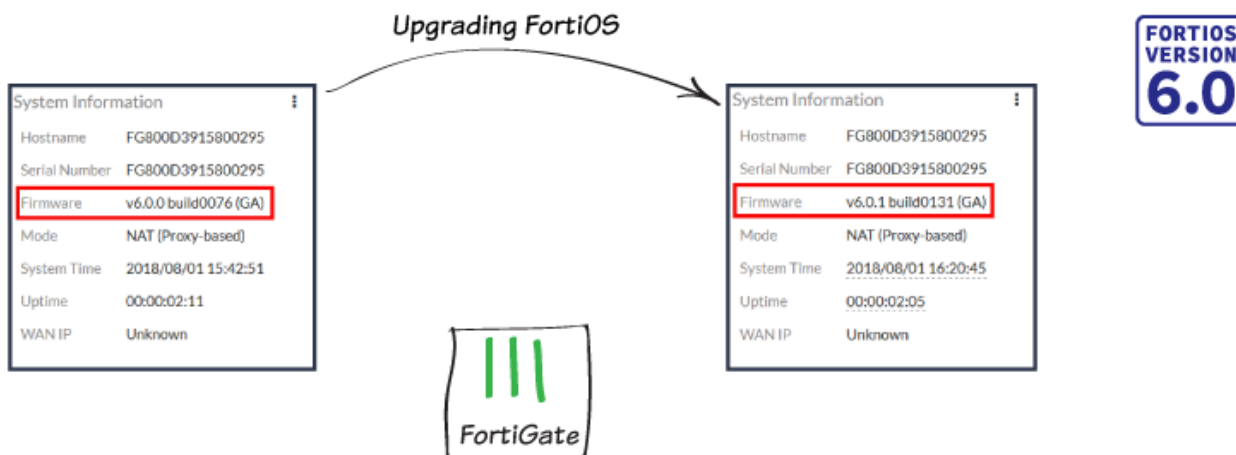 Upgrading FortiOS
FORTIOS
VERSION
6.0
System Information
Hostname FG800D3915800295
Serial Number FG800D3915800295
Firmware v6.0.0 build0076 (GA)
Mode NAT (Proxy-based)
System Time 2018/08/01 15:42:51
Uptime 00:00:02:11
WAN IP Unknown
System Information
Hostname FG800D3915800295
Serial Number FG800D3915800295
Firmware v6.0.1 build0131 (GA)
Mode NAT (Proxy-based)
System Time 2018/08/01 16:20:45
Uptime 00:00:02:05
WAN IP Unknown
FortiGate